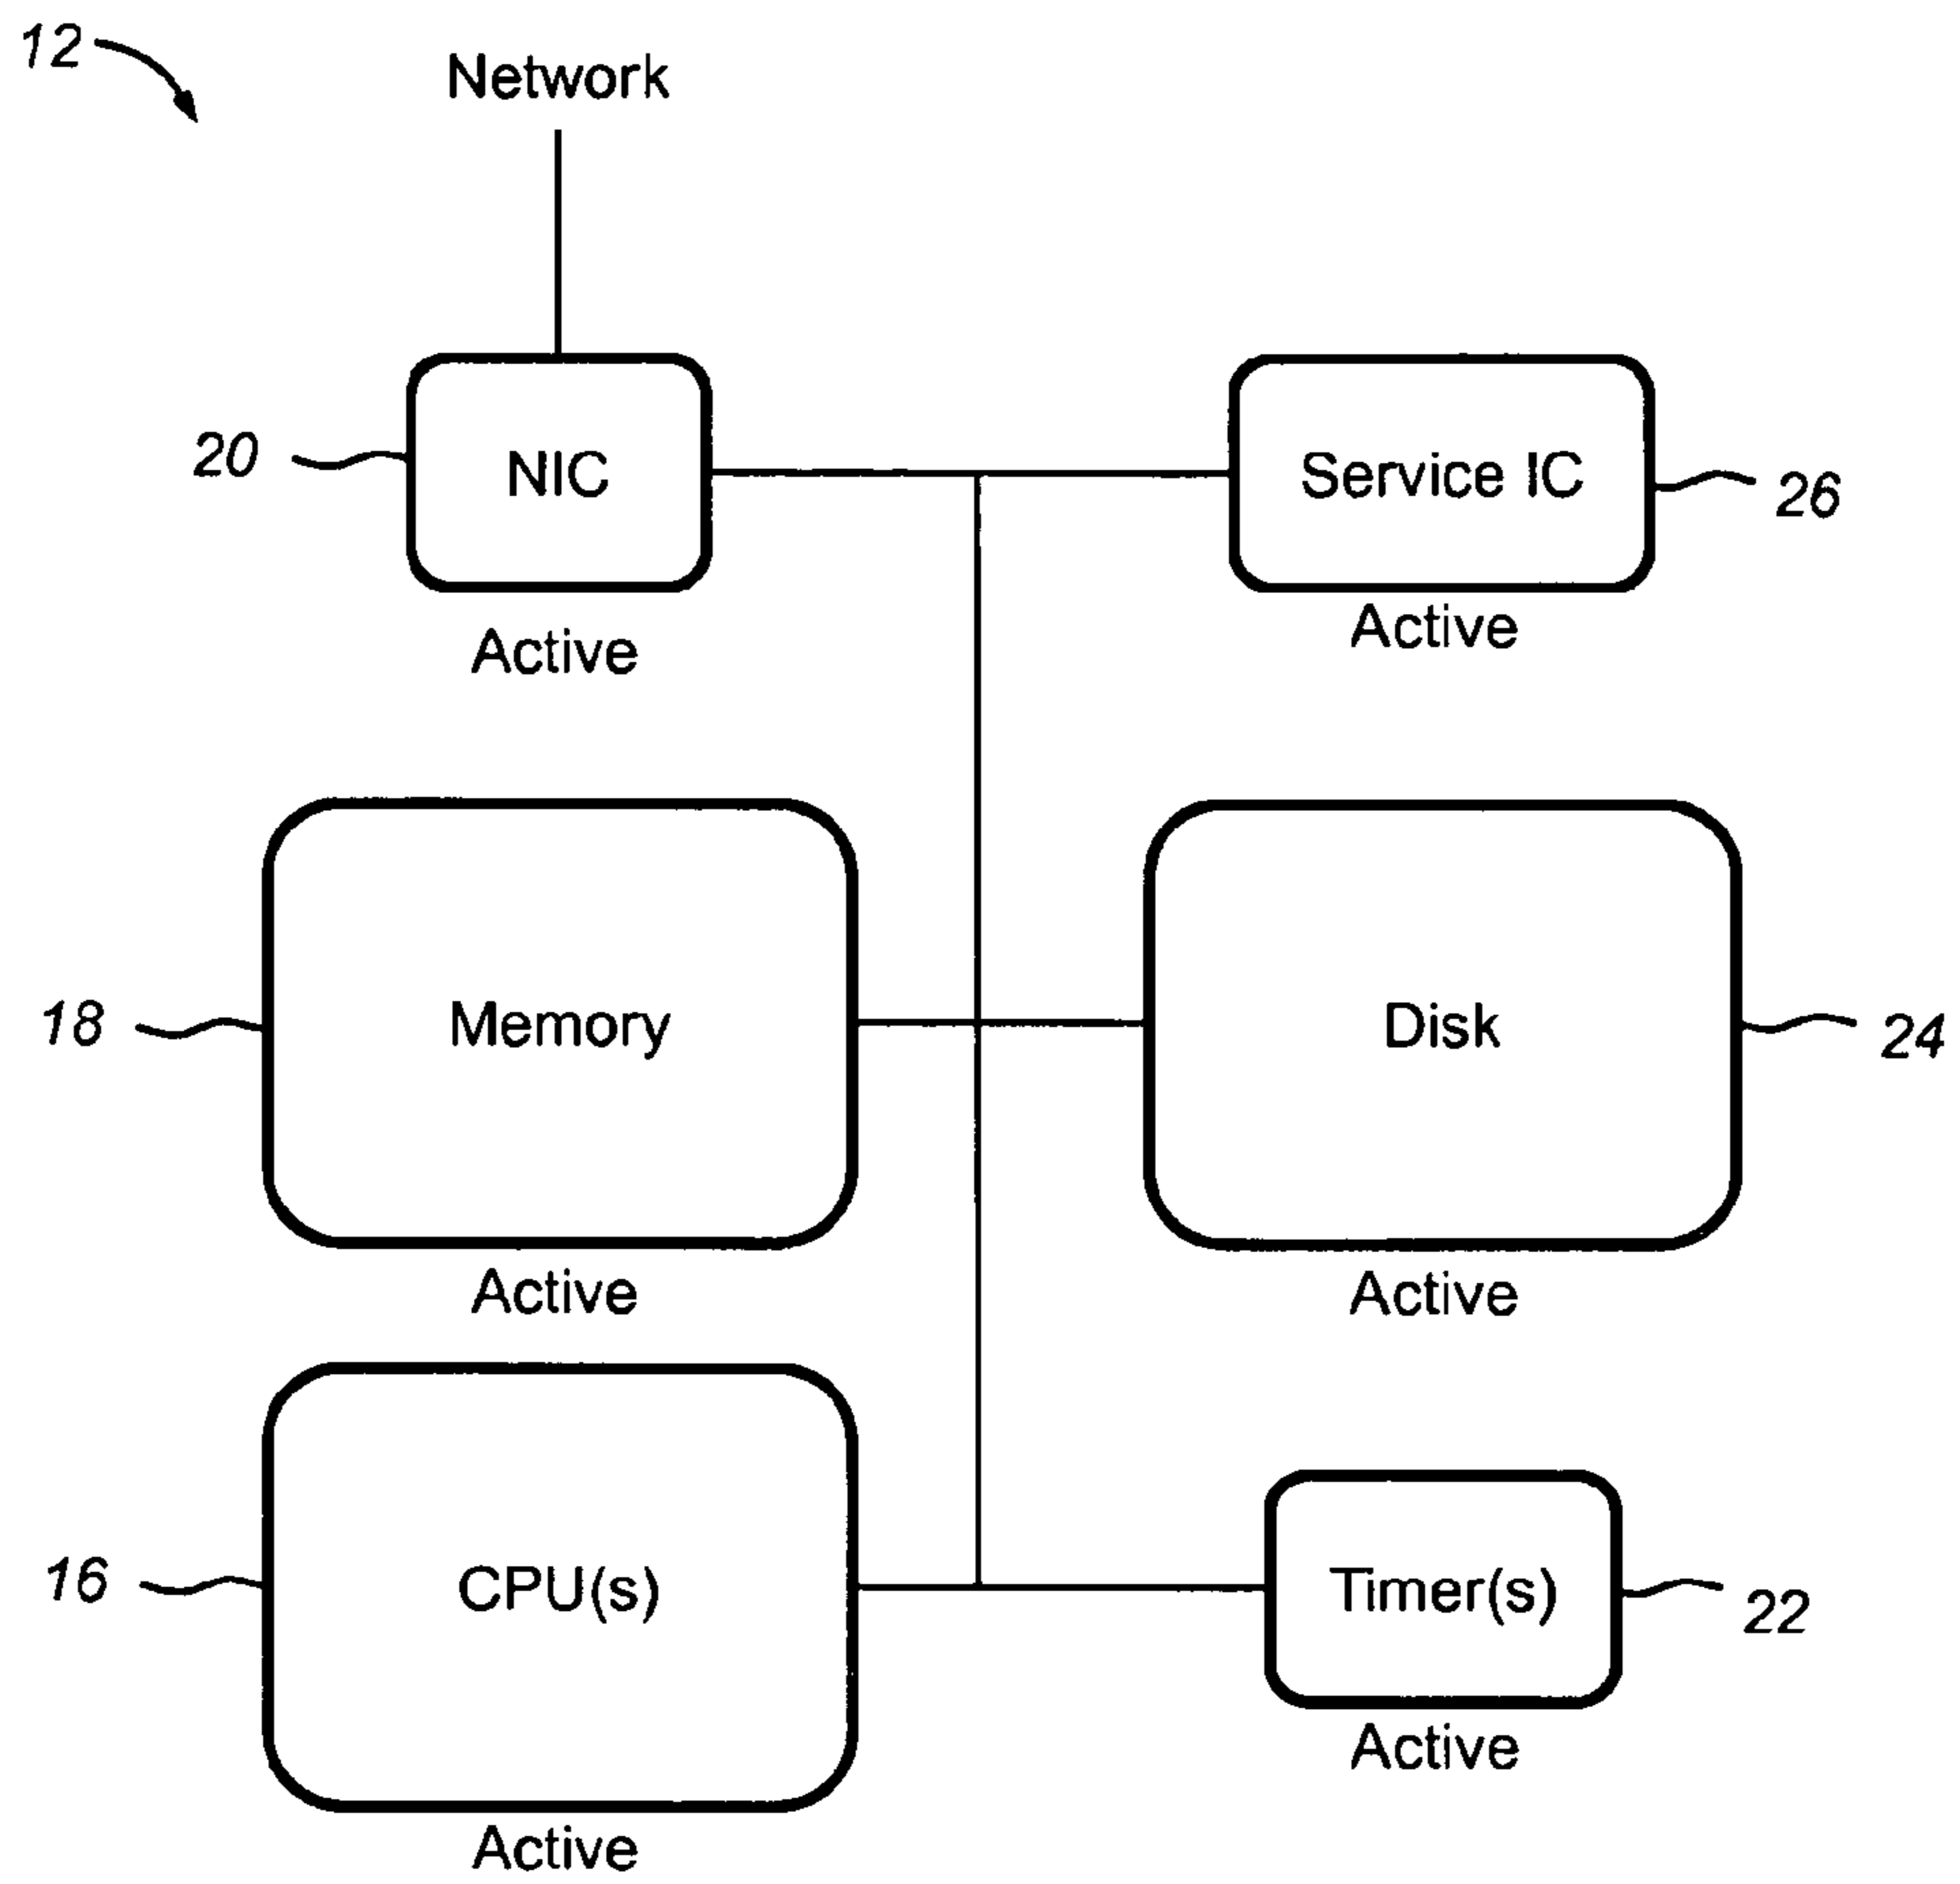 12
Network
20
NIC
Service IC
26
Active
Active
18
Memory
Disk
24
Active
Active
16
CPU(s)
Timer(s)
22
Active
Active